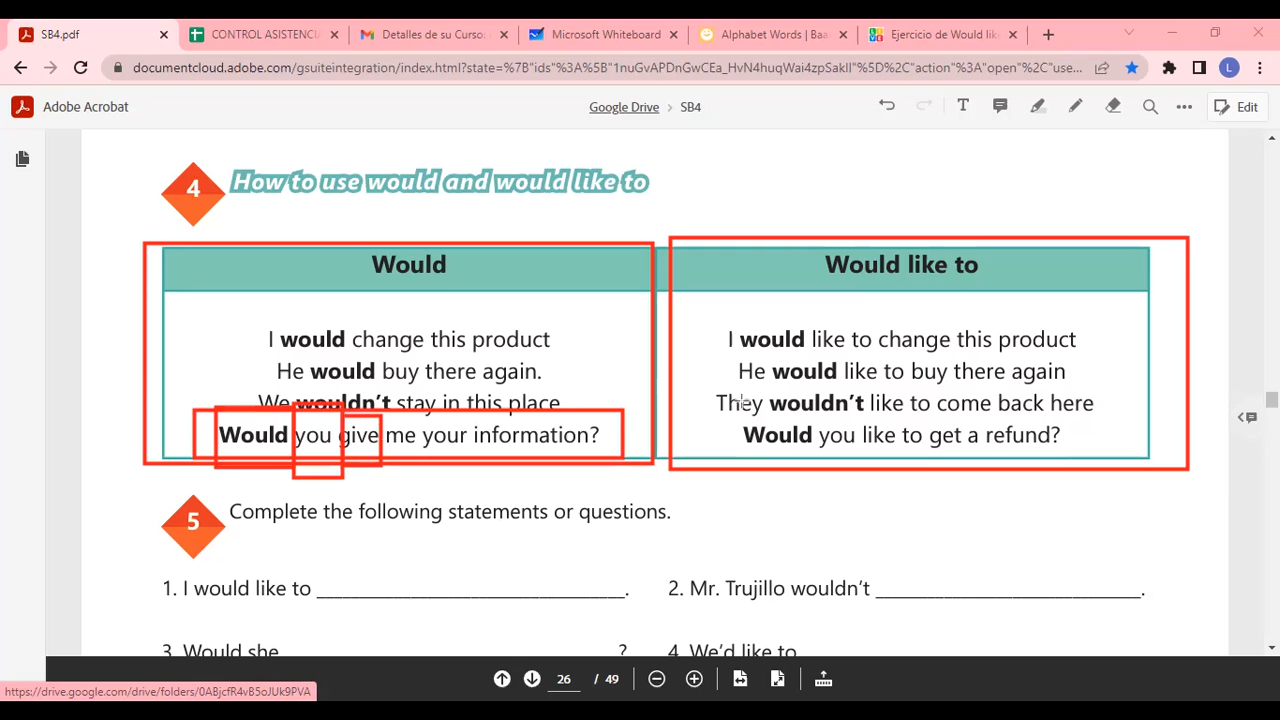 SB4.pdf
CONTROL ASISTENCI
Detalles de su Curso:
Microsoft Whiteboard
Alphabet Words | Baa
Ejercicio de Would lik
documentcloud.adobe.com/gsuiteintegration/index.html?state=%7B"ids"%3A%5B"1nuGvAPDnGwCEa_HvN4huqWai4zpSaklI"%5D%2C"action"%3A"open"%2C"use...
L
Adobe Acrobat
Google Drive > SB4
Edit
4 How to use would and would like to
Would
I would change this product
He would buy there again.
We wouldn't stay in this place
Would you give me your information?
Would like to
I would like to change this product
He would like to buy there again
They wouldn't like to come back here
Would you like to get a refund?
5 Complete the following statements or questions.
1. I would like to ____________________________.
2. Mr. Trujillo wouldn't ________________________.
3. Would she ?
4. We'd like to
26 / 49
https://drive.google.com/drive/folders/0ABjcfR4vB5oJUk9PVA